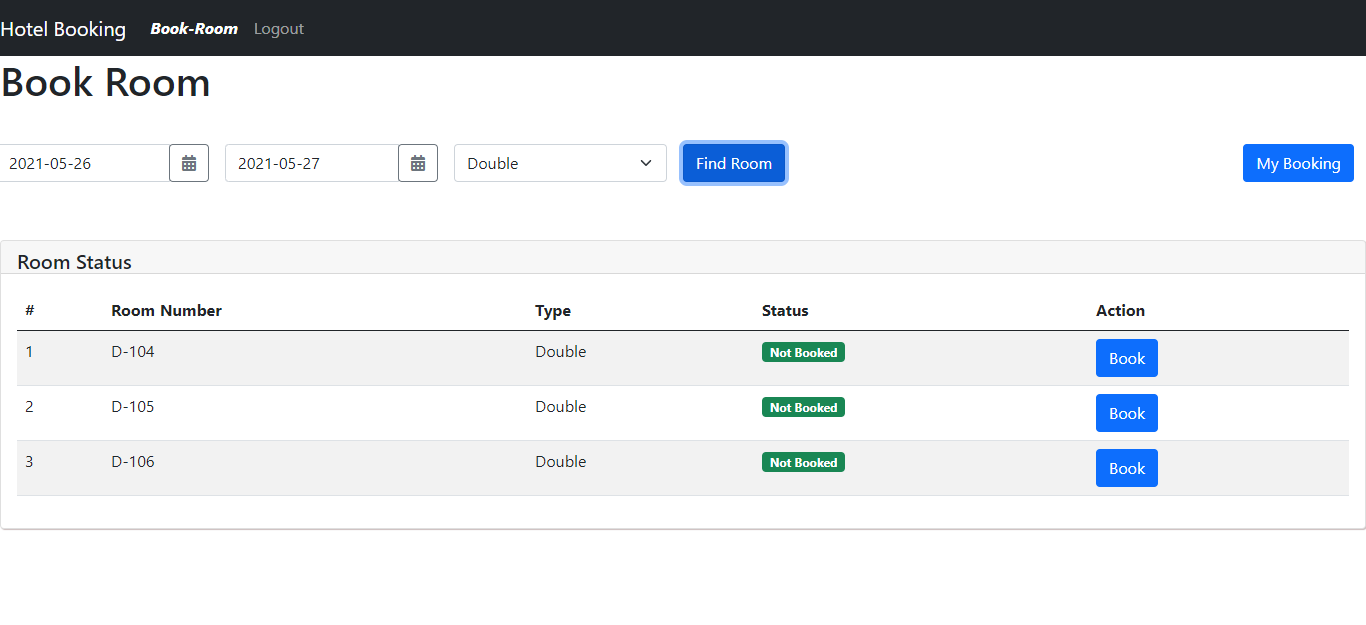 Hotel Booking Book-Room Logout
Book Room
2021-05-26 2021-05-27 Double Find Room My Booking
Room Status
# Room Number Type Status Action
1 D-104 Double Not Booked Book
2 D-105 Double Not Booked Book
3 D-106 Double Not Booked Book